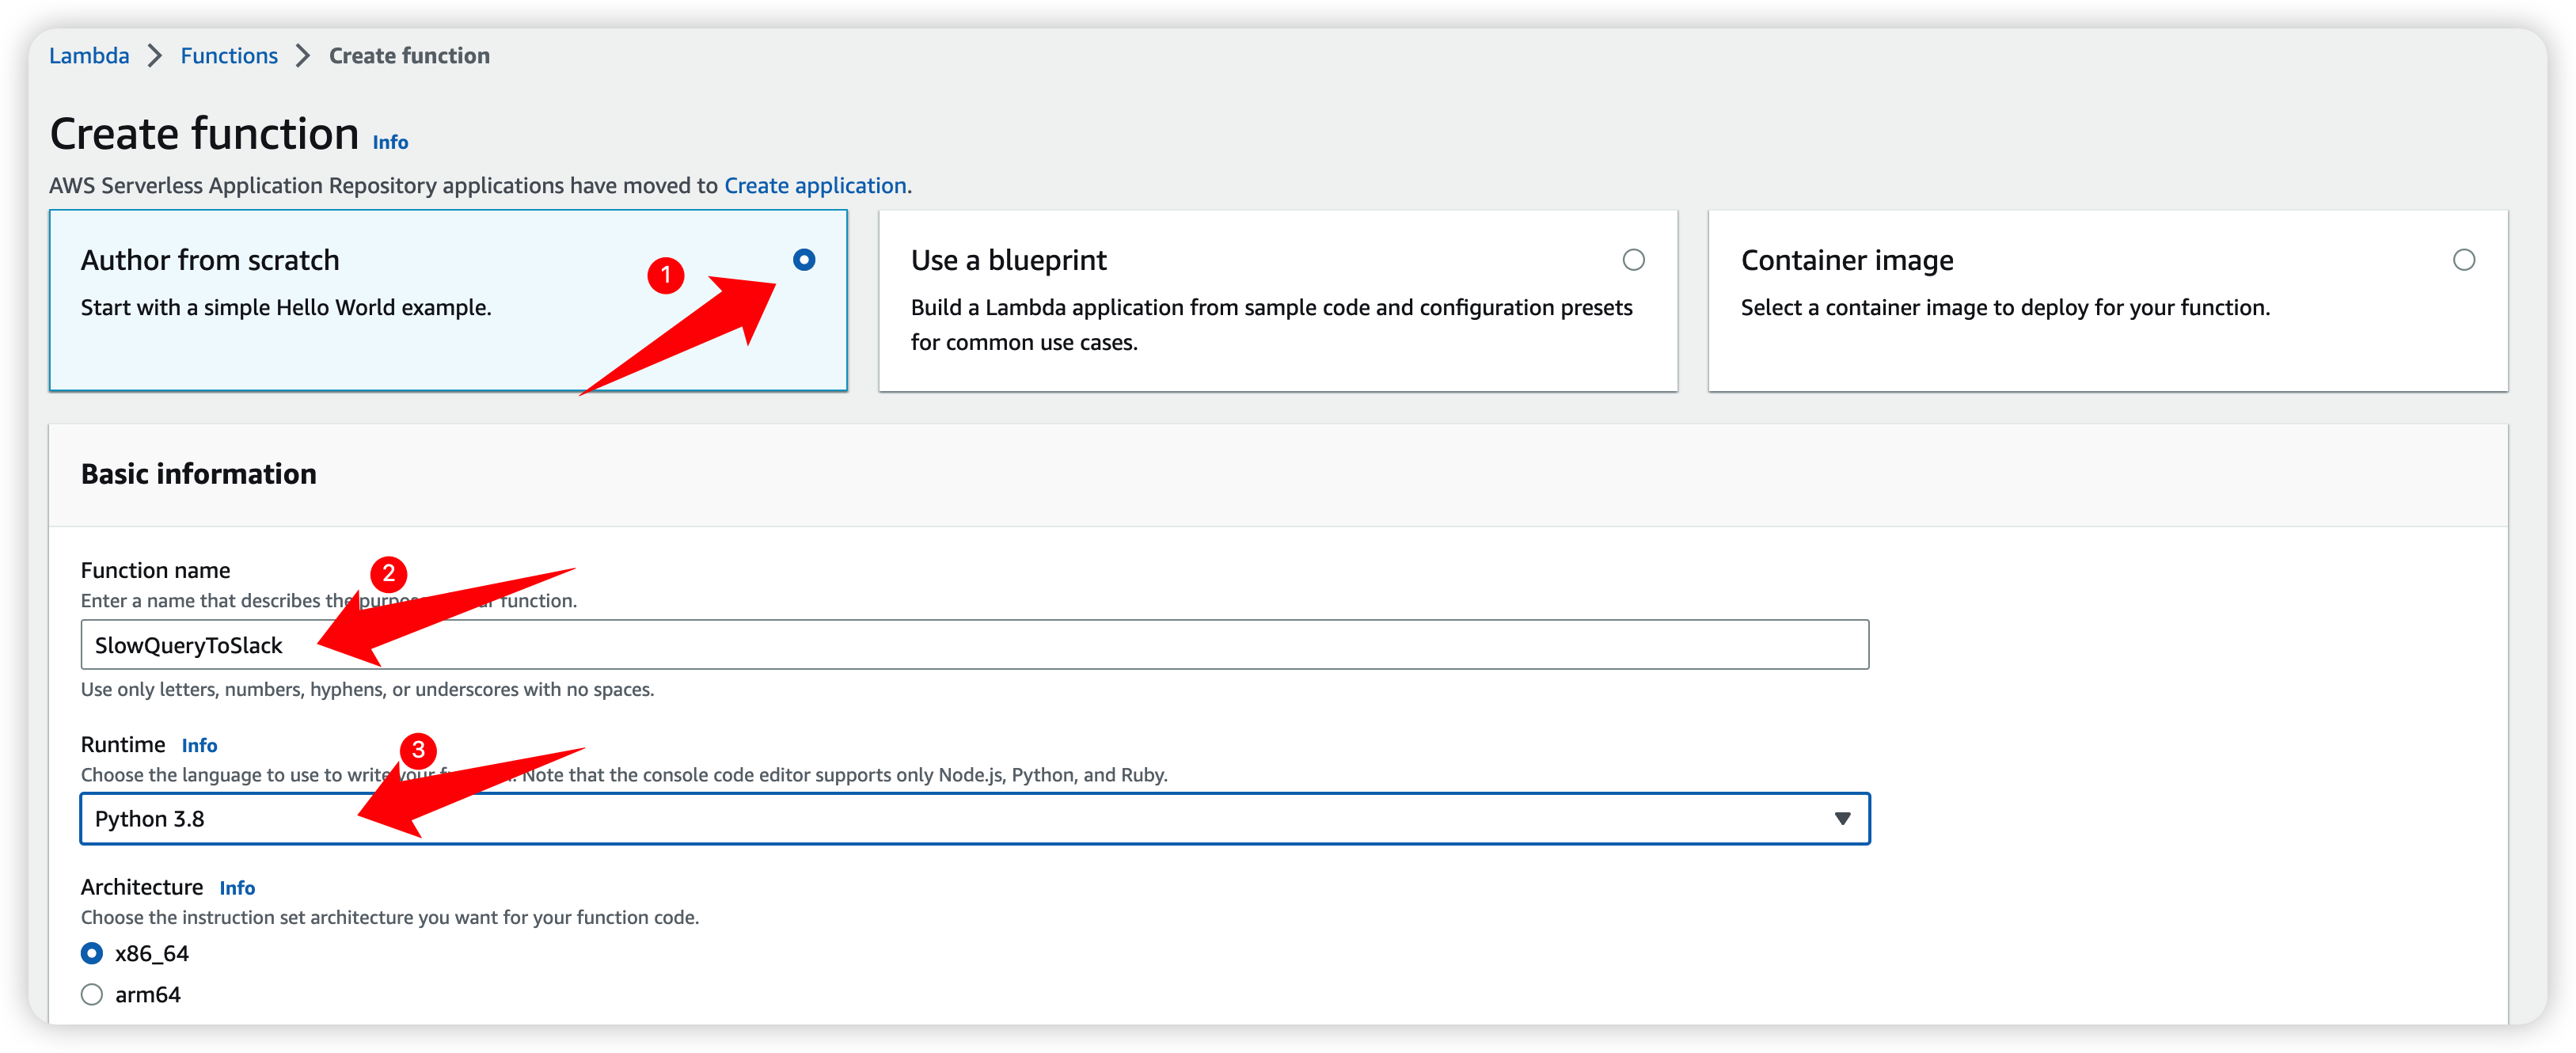 Lambda > Functions > Create function
Create function Info
AWS Serverless Application Repository applications have moved to Create application.
Author from scratch
Start with a simple Hello World example.
1
Use a blueprint
Build a Lambda application from sample code and configuration presets
for common use cases.
Container image
Select a container image to deploy for your function.
Basic information
Function name
2
Enter a name that describes the function.
SlowQueryToSlack
Use only letters, numbers, hyphens, or underscores with no spaces.
Runtime Info
3
Choose the language to use to write your Note that the console code editor supports only Node.js, Python, and Ruby.
Python 3.8
Architecture Info
Choose the instruction set architecture you want for your function code.
x86_64
arm64